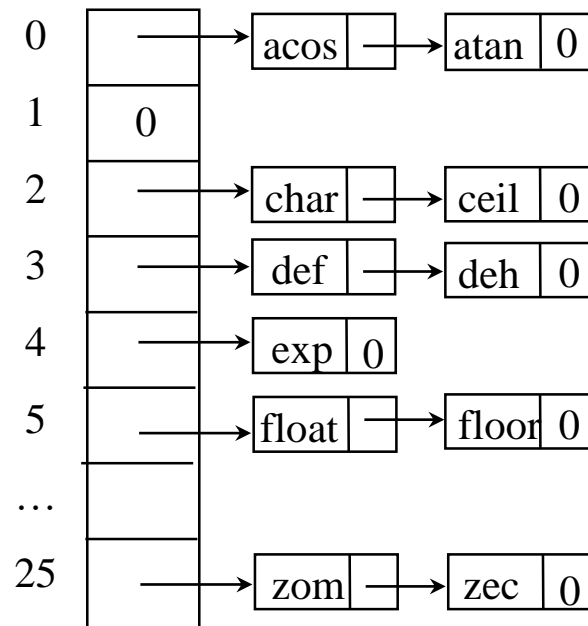 0 acos atan 0
1 0
2 char ceil 0
3 def deh 0
4 exp 0
5 float floor 0
…
25 zom zec 0